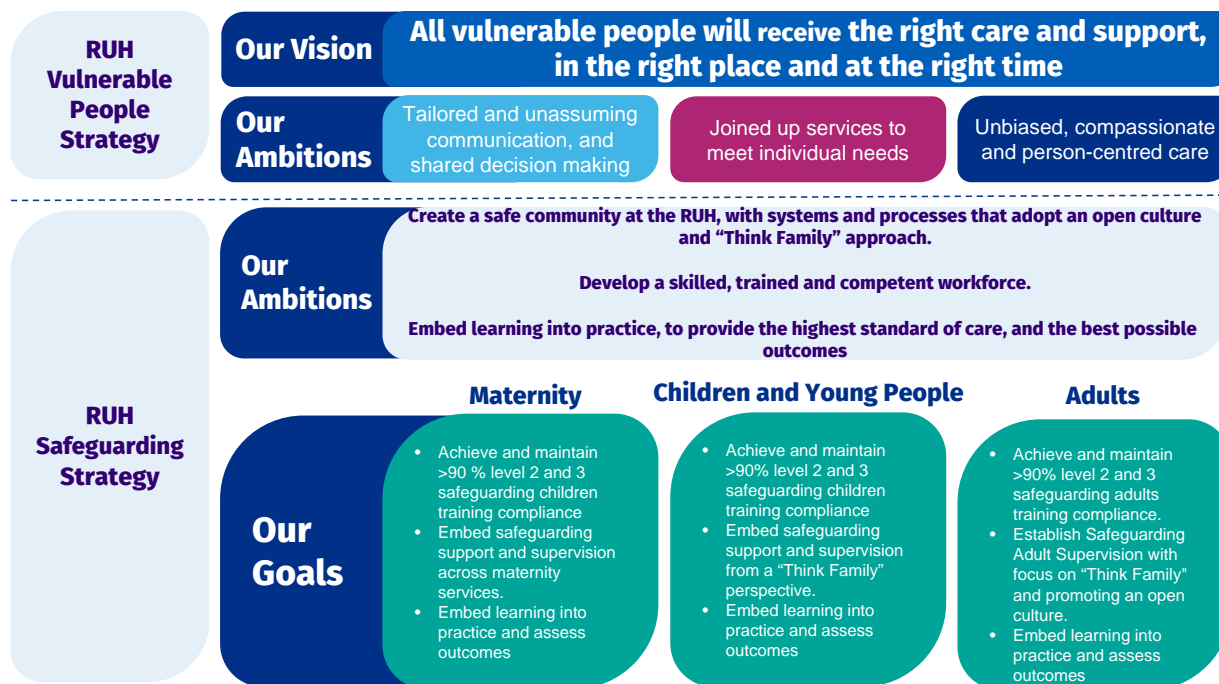 RUH
Vulnerable
People
Strategy
Our Vision
All vulnerable people will receive the right care and support,
in the right place and at the right time
Our
Ambitions
Tailored and unassuming
communication, and
shared decision making
Joined up services to
meet individual needs
Unbiased, compassionate
and person-centred care
RUH
Safeguarding
Strategy
Our
Ambitions
Create a safe community at the RUH, with systems and processes that adopt an open culture
and “Think Family” approach.
Develop a skilled, trained and competent workforce.
Embed learning into practice, to provide the highest standard of care, and the best possible
outcomes
Our
Goals
Maternity
• Achieve and maintain
>90 % level 2 and 3
safeguarding children
training compliance
• Embed safeguarding
support and supervision
across maternity
services.
• Embed learning into
practice and assess
outcomes
Children and Young People
• Achieve and maintain
>90% level 2 and 3
safeguarding children
training compliance
• Embed safeguarding
support and supervision
from a “Think Family”
perspective.
• Embed learning into
practice and assess
outcomes
Adults
• Achieve and maintain
>90% level 2 and 3
safeguarding adults
training compliance.
• Establish Safeguarding
Adult Supervision with
focus on “Think Family”
and promoting an open
culture.
• Embed learning into
practice and assess
outcomes